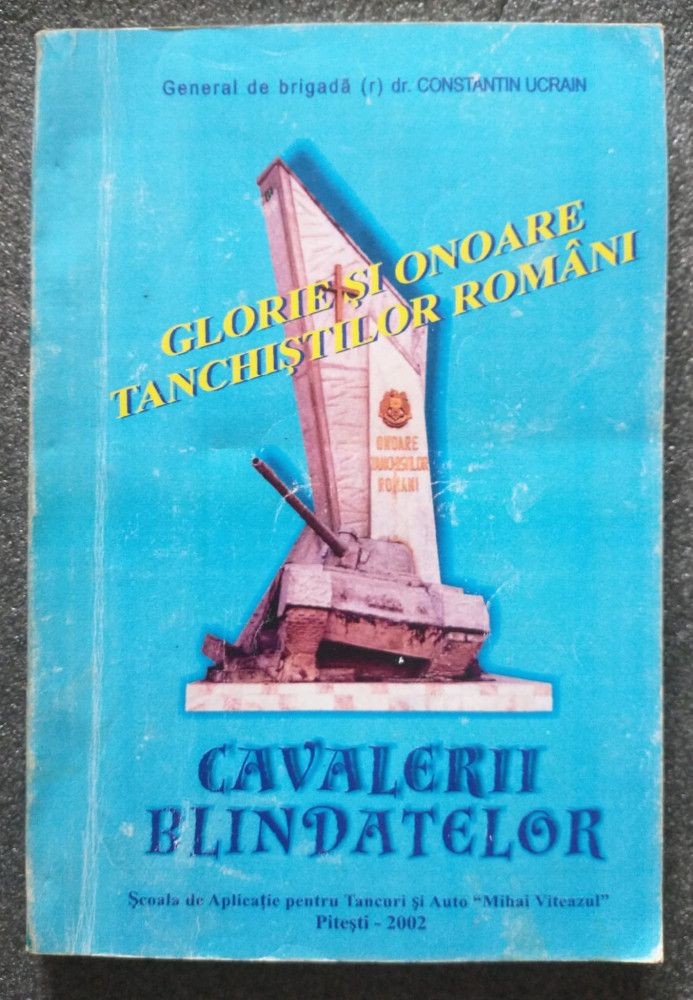 General de brigadă (r) dr. CONSTANTIN UCRAIN
GLORIE ŞI ONOARE
TANCHIŞTILOR ROMÂNI
ONOARE
TANCHIŞTILOR
ROMÂNI
CAVALERII
BLINDATELOR
Şcoala de Aplicaţie pentru Tancuri şi Auto "Mihai Viteazul"
Piteşti - 2002